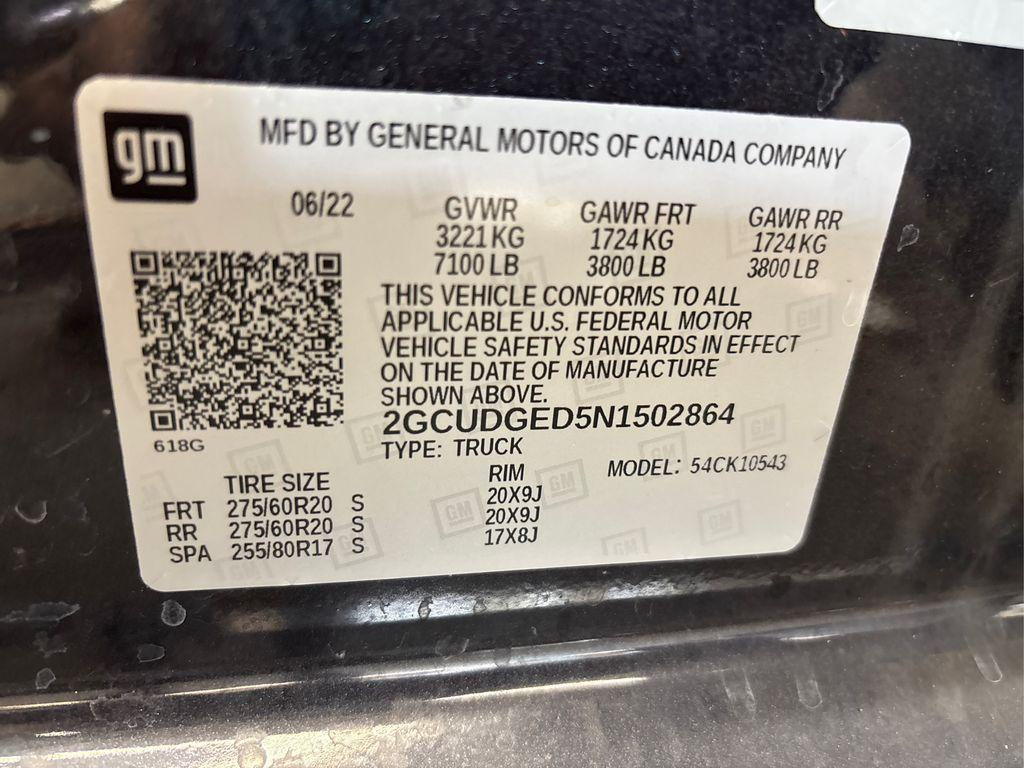 gm
MFD BY GENERAL MOTORS OF CANADA COMPANY
06/22 GVWR GAWR FRT GAWR RR
3221 KG 1724 KG 1724 KG
7100 LB 3800 LB 3800 LB
THIS VEHICLE CONFORMS TO ALL
APPLICABLE U.S. FEDERAL MOTOR
VEHICLE SAFETY STANDARDS IN EFFECT
ON THE DATE OF MANUFACTURE
SHOWN ABOVE.
2GCUDGED5N1502864
618G
TYPE: TRUCK
MODEL: 54CK10543
TIRE SIZE RIM
FRT 275/60R20 S 20X9J
RR 275/60R20 S 20X9J
SPA 255/80R17 S 17X8J